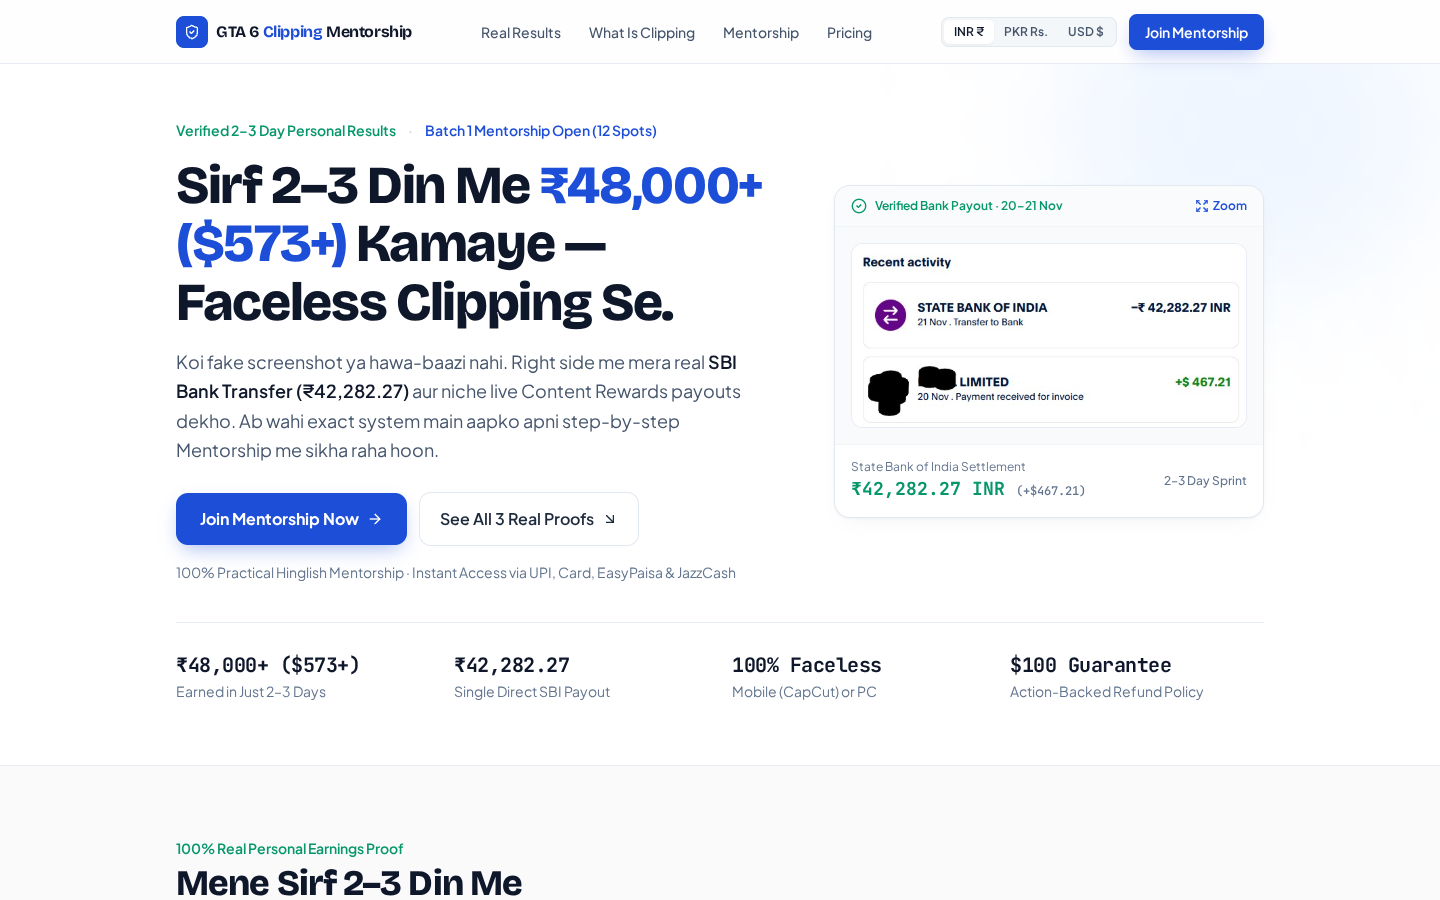 GTA 6 Clipping Mentorship
Real Results
What Is Clipping
Mentorship
Pricing
INR ₹
PKR Rs.
USD $
Join Mentorship
Verified 2–3 Day Personal Results · Batch 1 Mentorship Open (12 Spots)
Sirf 2–3 Din Me ₹48,000+
($573+) Kamaye —
Faceless Clipping Se.
Koi fake screenshot ya hawa-baazi nahi. Right side me mera real SBI
Bank Transfer (₹42,282.27) aur niche live Content Rewards payouts
dekho. Ab wahi exact system main aapko apni step-by-step
Mentorship me sikha raha hoon.
Join Mentorship Now
See All 3 Real Proofs
100% Practical Hinglish Mentorship · Instant Access via UPI, Card, EasyPaisa & JazzCash
Verified Bank Payout · 20–21 Nov
Zoom
Recent activity
STATE BANK OF INDIA
–₹ 42,282.27 INR
21 Nov . Transfer to Bank
LIMITED
+$ 467.21
20 Nov . Payment received for invoice
State Bank of India Settlement
₹42,282.27 INR (+$467.21)
2–3 Day Sprint
₹48,000+ ($573+)
Earned in Just 2–3 Days
₹42,282.27
Single Direct SBI Payout
100% Faceless
Mobile (CapCut) or PC
$100 Guarantee
Action-Backed Refund Policy
100% Real Personal Earnings Proof
Mene Sirf 2–3 Din Me